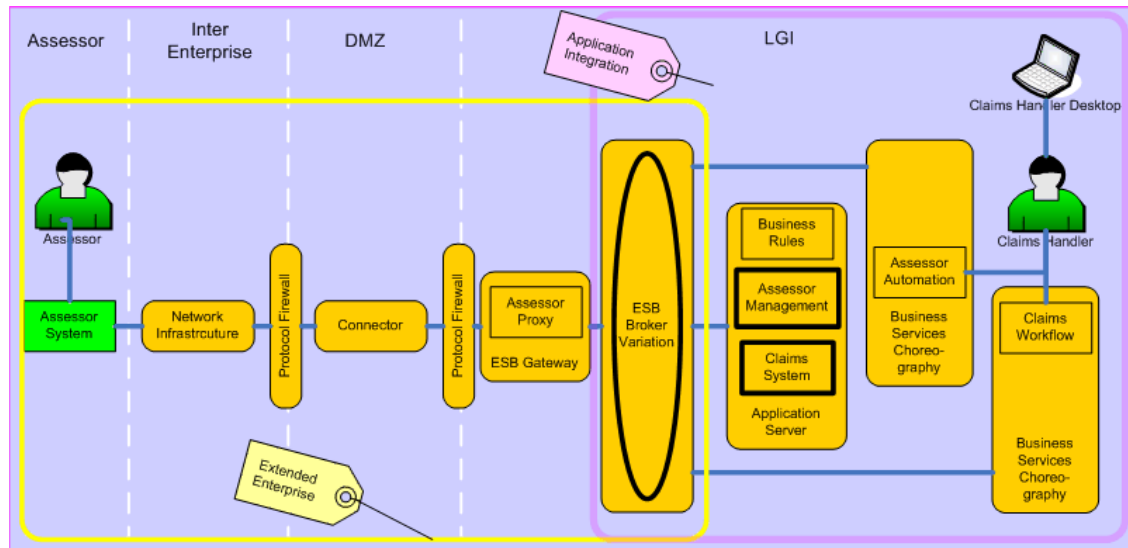 Assessor
Inter
Enterprise
DMZ
LGI
Application
Integration
Claims Handler Desktop
Assessor
Claims Handler
Assessor
System
Network
Infrastrcuture
Protocol Firewall
Connector
Protocol Firewall
Assessor
Proxy
ESB Gateway
ESB
Broker
Variation
Business
Rules
Assessor
Management
Claims
System
Application
Server
Assessor
Automation
Business
Services
Choreo-
graphy
Claims
Workflow
Business
Services
Choreo-
graphy
Extended
Enterprise